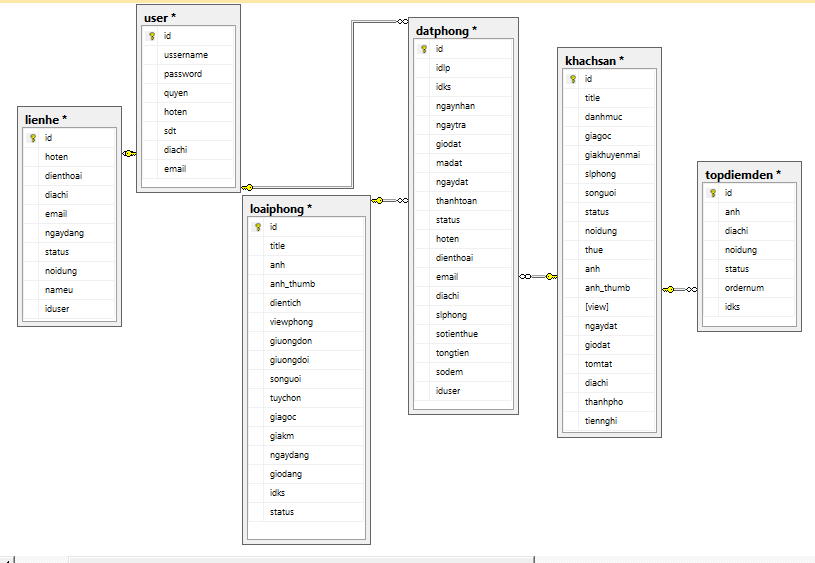 user *
id
ussername
password
quyen
hoten
sdt
diachi
email
lienhe *
id
hoten
dienthoai
diachi
email
ngaydang
status
noidung
nameu
iduser
loaiphong *
id
title
anh
anh_thumb
dientich
viewphong
giuongdon
giuongdoi
songuoi
tuychon
giagoc
giakm
ngaydang
giodang
idks
status
datphong *
id
idlp
idks
ngaynhan
ngaytra
giodat
madat
ngaydat
thanhtoan
status
hoten
dienthoai
email
diachi
slphong
sotienthue
tongtien
sodem
iduser
khachsan *
id
title
danhmuc
giagoc
giakhuyenmai
slphong
songuoi
status
noidung
thue
anh
anh_thumb
[view]
ngaydat
giodat
tomtat
diachi
thanhpho
tiennghi
topdiemden *
id
anh
diachi
noidung
status
ordernum
idks